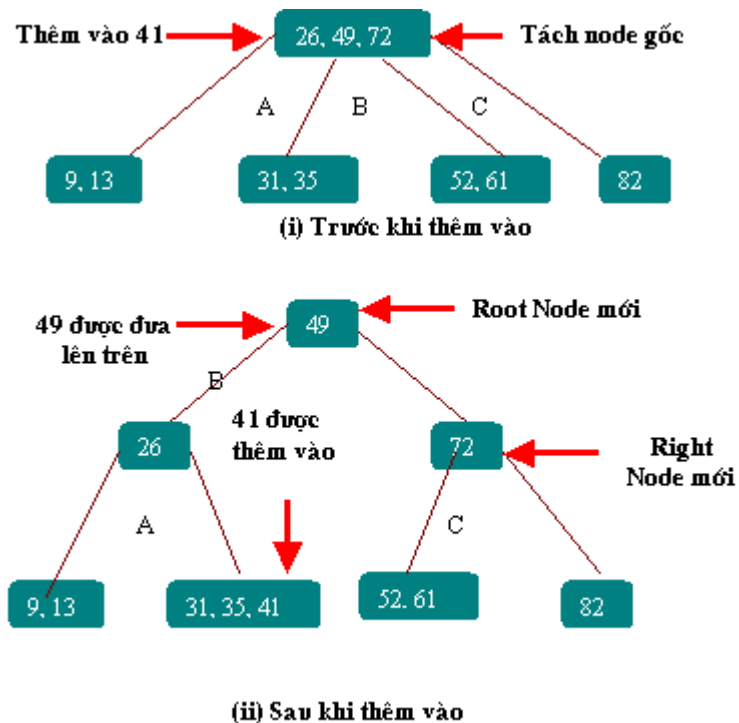 Thêm vào 41
26, 49, 72
Tách node gốc
A
B
C
9, 13
31, 35
52, 61
82
(i) Trước khi thêm vào
49 được đưa
lên trên
49
Root Node mới
B
41 được
thêm vào
26
72
Right
Node mới
A
C
9, 13
31, 35, 41
52. 61
82
(ii) Sau khi thêm vào